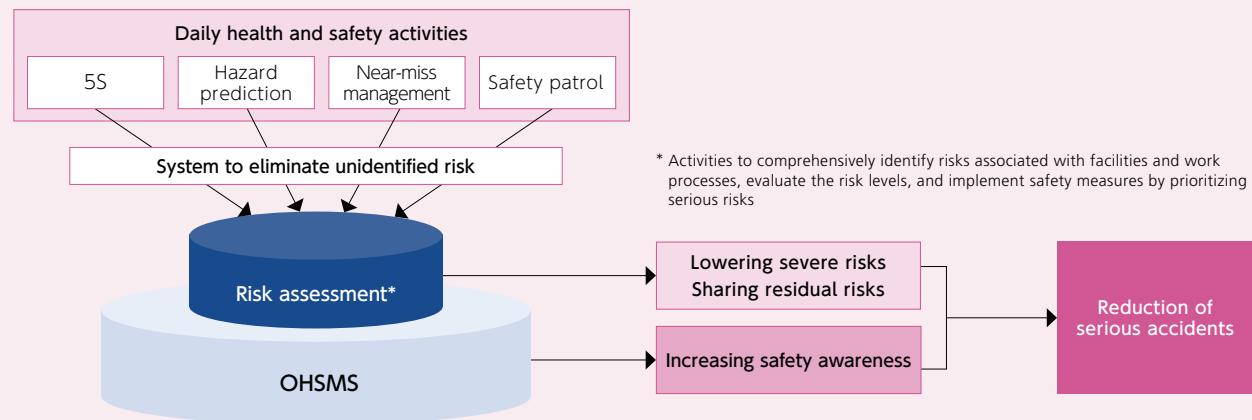 Daily health and safety activities
5S
Hazard
prediction
Near-miss
management
Safety patrol
System to eliminate unidentified risk
* Activities to comprehensively identify risks associated with facilities and work
processes, evaluate the risk levels, and implement safety measures by prioritizing
serious risks
Risk assessment*
OHSMS
Lowering severe risks
Sharing residual risks
Increasing safety awareness
Reduction of
serious accidents